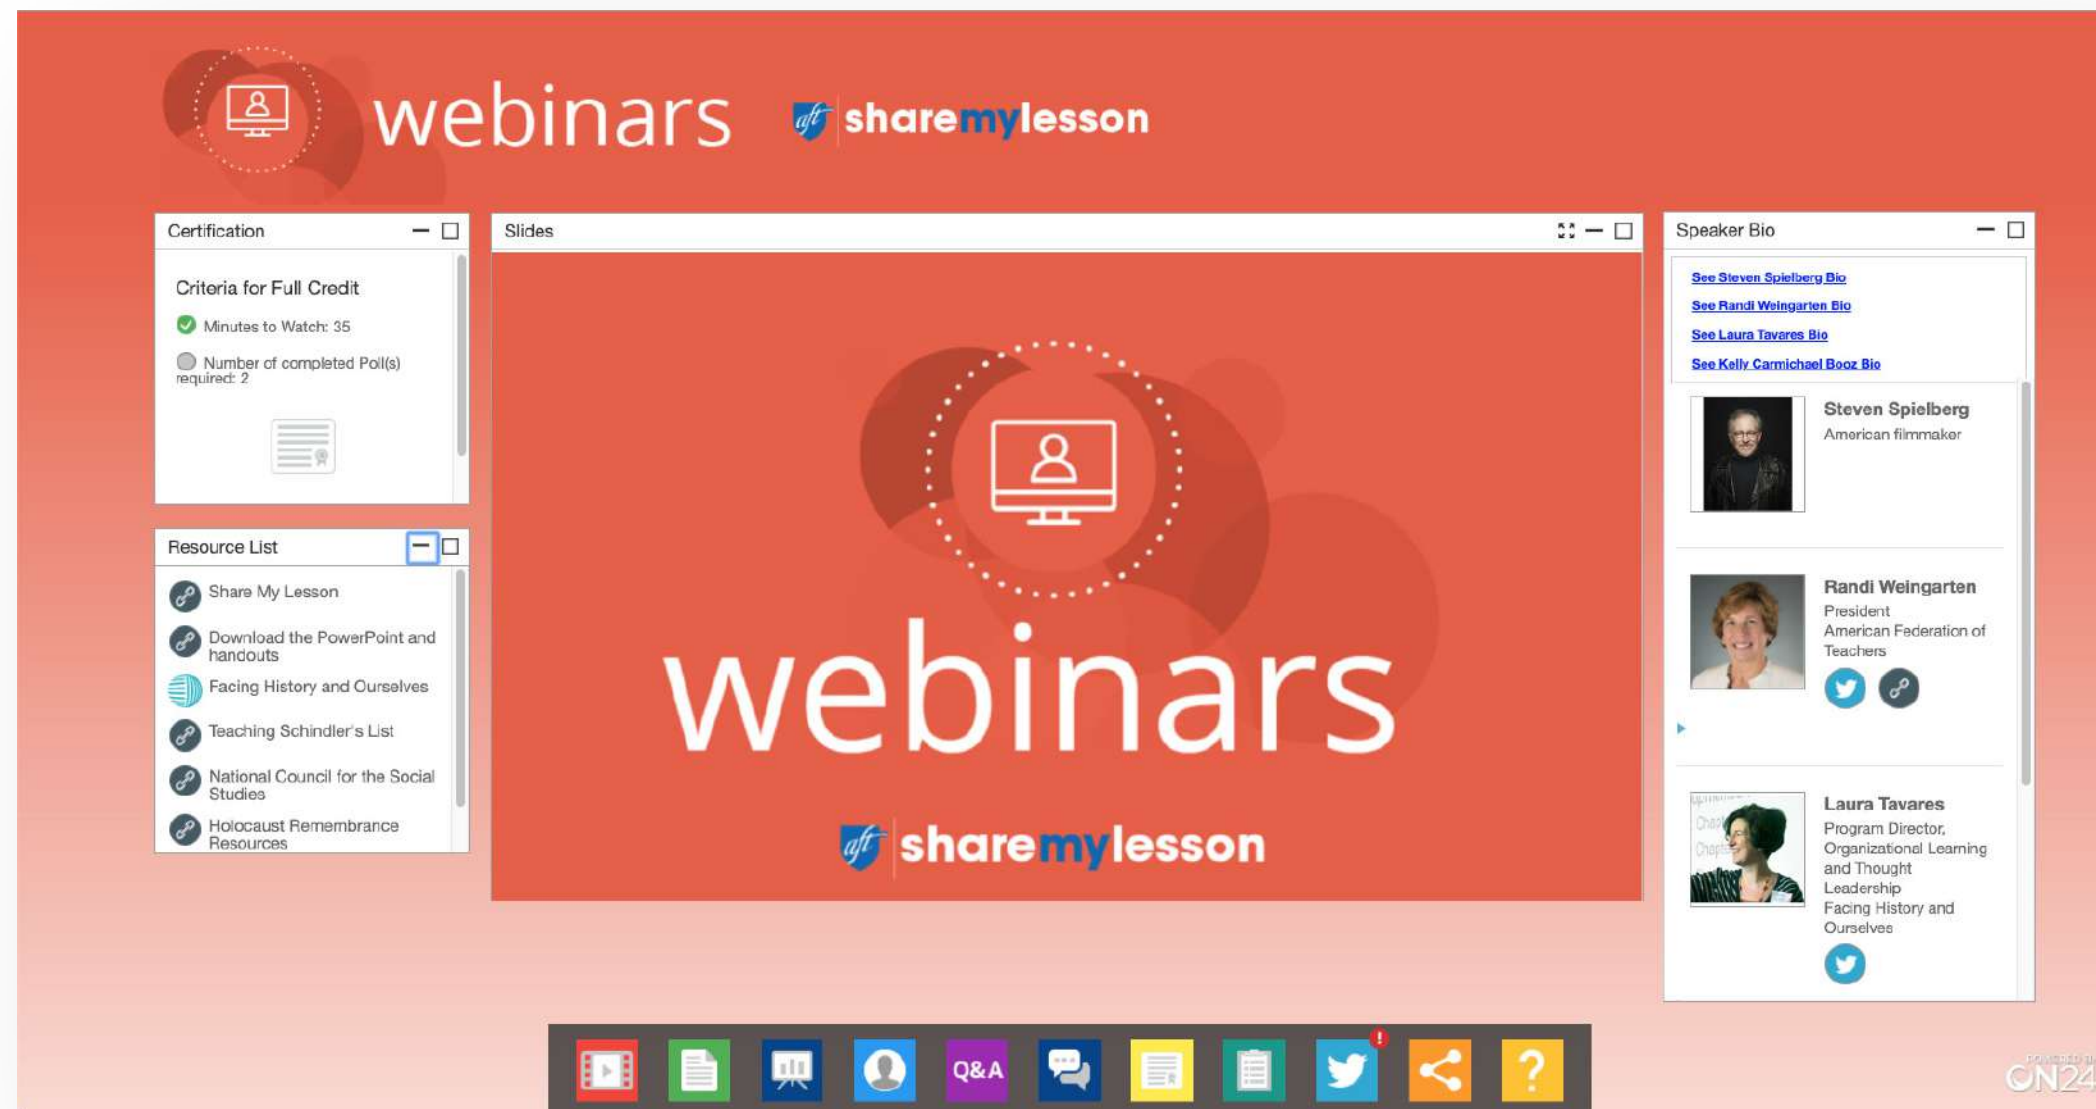 webinars
aft sharemylesson
Certification
Criteria for Full Credit
Minutes to Watch: 35
Number of completed Poll(s)
required: 2
Resource List
Share My Lesson
Download the PowerPoint and
handouts
Facing History and Ourselves
Teaching Schindler's List
National Council for the Social
Studies
Holocaust Remembrance
Resources
Slides
webinars
aft sharemylesson
Speaker Bio
See Steven Spielberg Bio
See Randi Weingarten Bio
See Laura Tavares Bio
See Kelly Carmichael Booz Bio
Steven Spielberg
American filmmaker
Randi Weingarten
President
American Federation of
Teachers
Laura Tavares
Program Director,
Organizational Learning
and Thought
Leadership
Facing History and
Ourselves
Q&A
!
?
POWERED
ON24